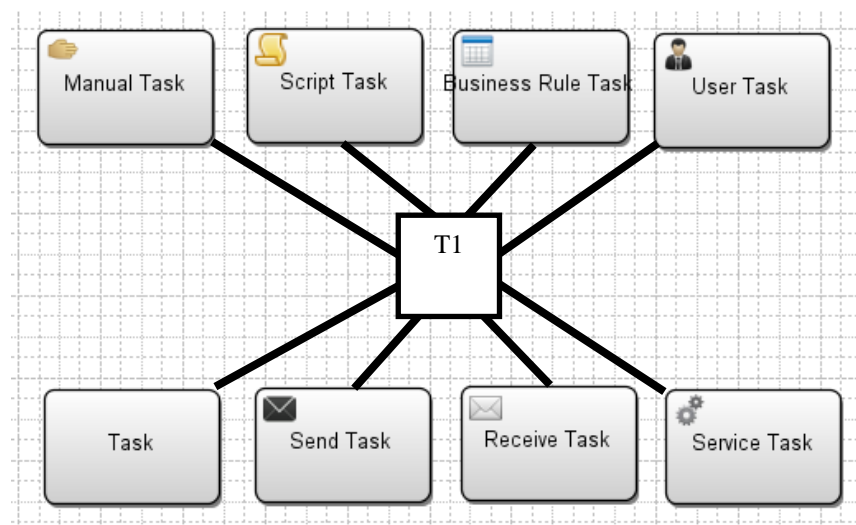 Manual Task
Script Task
Business Rule Task
User Task
T1
Task
Send Task
Receive Task
Service Task